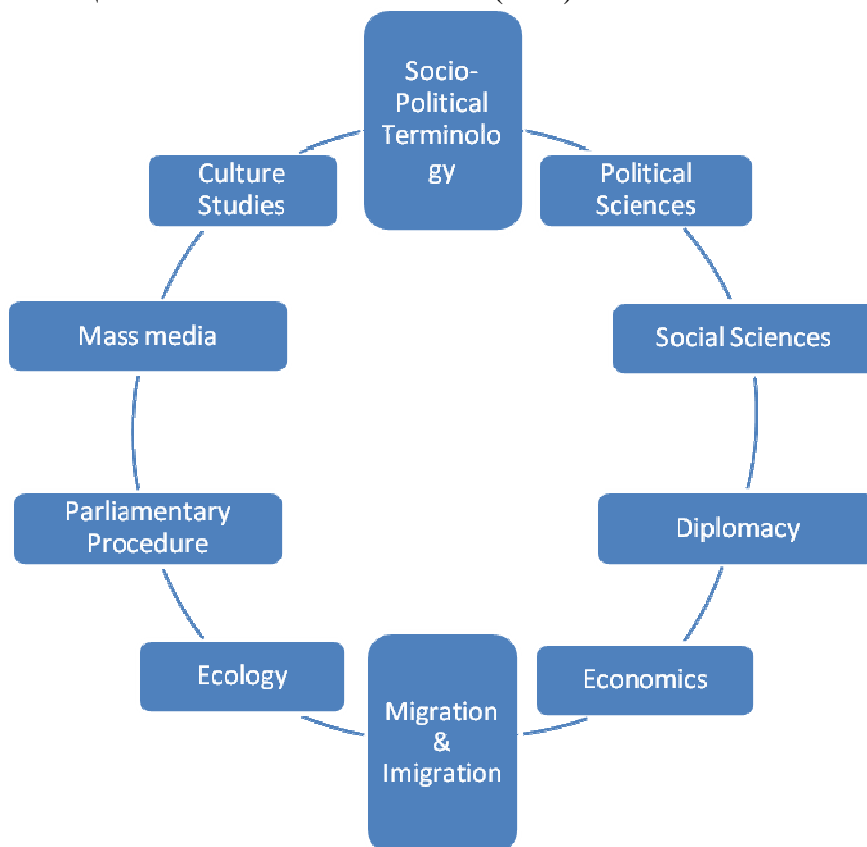 Socio-
Political
Terminolo
gy
Political
Sciences
Social Sciences
Diplomacy
Economics
Migration
&
Imigration
Ecology
Parliamentary
Procedure
Mass media
Culture
Studies